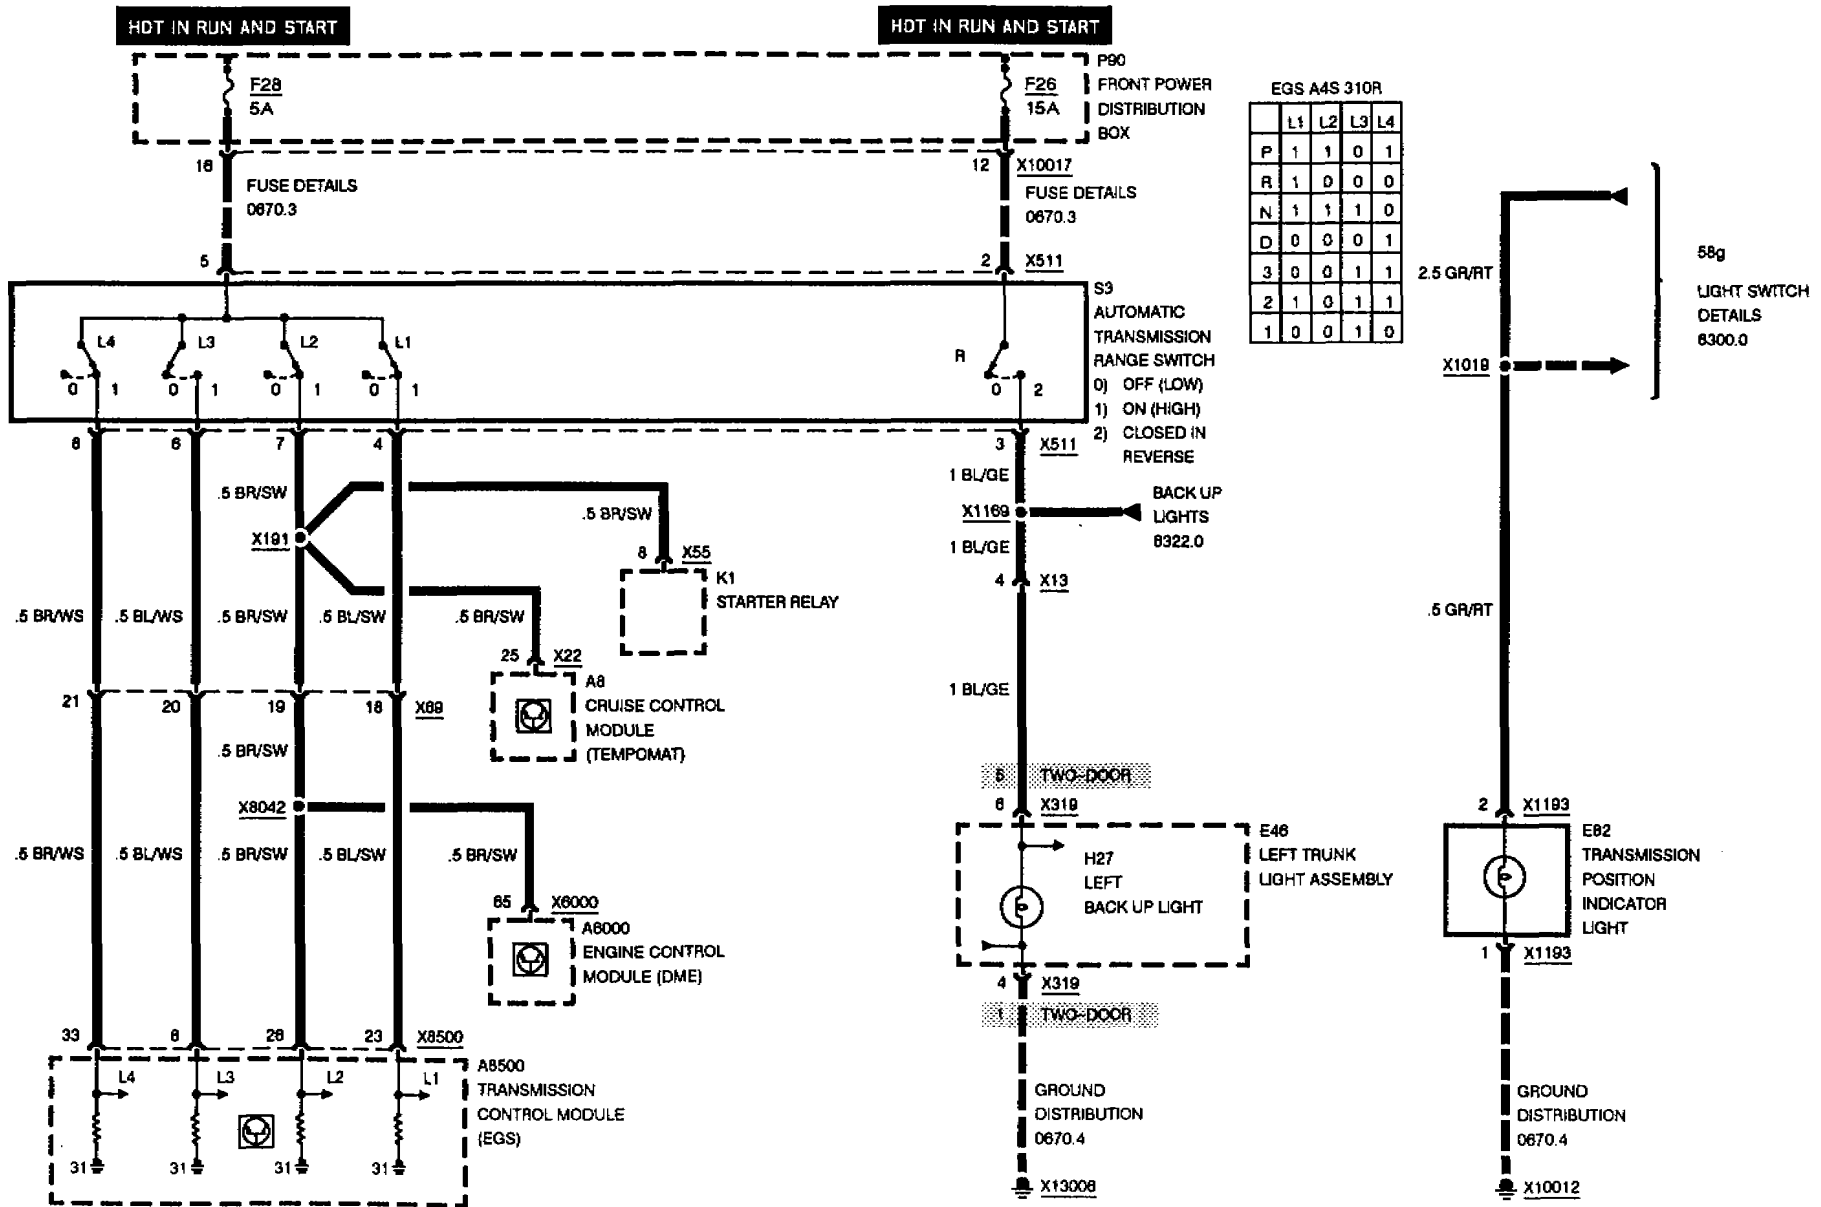 HOT IN RUN AND START
HOT IN RUN AND START
F28
5A
F26
15A
P90
FRONT POWER
DISTRIBUTION
BOX
16
12
X10017
FUSE DETAILS
0670.3
FUSE DETAILS
0670.3
5
2
X511
EGS A4S 310R
L1 L2 L3 L4
P 1 1 0 1
R 1 0 0 0
N 1 1 1 0
D 0 0 0 1
3 0 0 1 1
2 1 0 1 1
1 0 0 1 0
S3
AUTOMATIC
TRANSMISSION
RANGE SWITCH
0) OFF (LOW)
1) ON (HIGH)
2) CLOSED IN
REVERSE
L4
L3
L2
L1
R
0 1
0 1
0 1
0 1
0 2
6
7
4
3
X511
2.5 GR/RT
58g
LIGHT SWITCH
DETAILS
6300.0
X1019
.5 BR/SW
.5 BR/SW
1 BL/GE
X1169
BACK UP
LIGHTS
6322.0
X191
8
X55
K1
STARTER RELAY
1 BL/GE
4
X13
.5 BR/WS
.5 BL/WS
.5 BR/SW
.5 BL/SW
.5 BR/SW
.5 GR/RT
25
X22
A8
CRUISE CONTROL
MODULE
(TEMPOMAT)
1 BL/GE
21
20
19
18
X69
.5 BR/SW
5 TWO-DOOR
6
X319
X8042
2
X1193
.5 BR/WS
.5 BL/WS
.5 BR/SW
.5 BL/SW
.5 BR/SW
H27
LEFT
BACK UP LIGHT
E46
LEFT TRUNK
LIGHT ASSEMBLY
E82
TRANSMISSION
POSITION
INDICATOR
LIGHT
65
X6000
A6000
ENGINE CONTROL
MODULE (DME)
4
X319
1 TWO-DOOR
1
X1193
33
26
23
X8500
A8500
TRANSMISSION
CONTROL MODULE
(EGS)
L4
L3
L2
L1
31
31
31
31
GROUND
DISTRIBUTION
0670.4
X13006
GROUND
DISTRIBUTION
0670.4
X10012